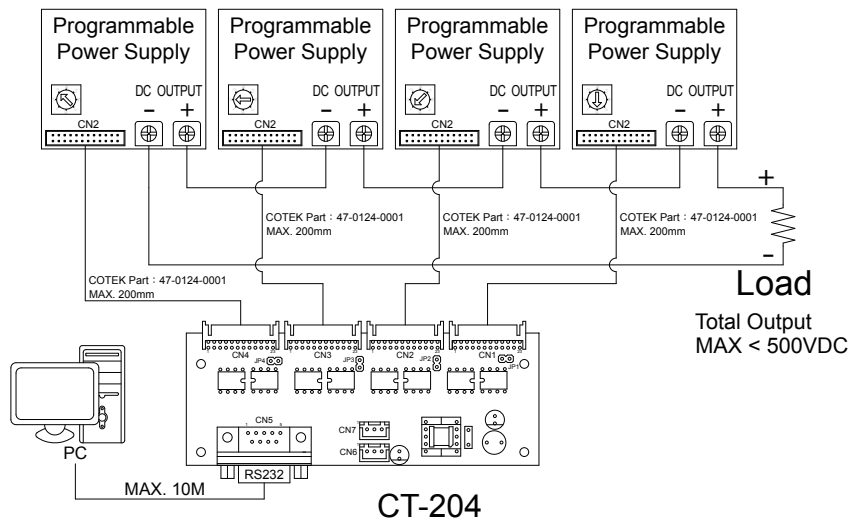 Programmable
Power Supply
DC OUTPUT
− +
CN2
Programmable
Power Supply
DC OUTPUT
− +
CN2
Programmable
Power Supply
DC OUTPUT
− +
CN2
Programmable
Power Supply
DC OUTPUT
− +
CN2
COTEK Part：47-0124-0001
MAX. 200mm
COTEK Part：47-0124-0001
MAX. 200mm
COTEK Part：47-0124-0001
MAX. 200mm
COTEK Part：47-0124-0001
MAX. 200mm
+
-
Load
Total Output
MAX < 500VDC
CN4 JP4
CN3 JP3
CN2 JP2
CN1 JP1
CN5
CN7
CN6
RS232
PC
MAX. 10M
CT-204